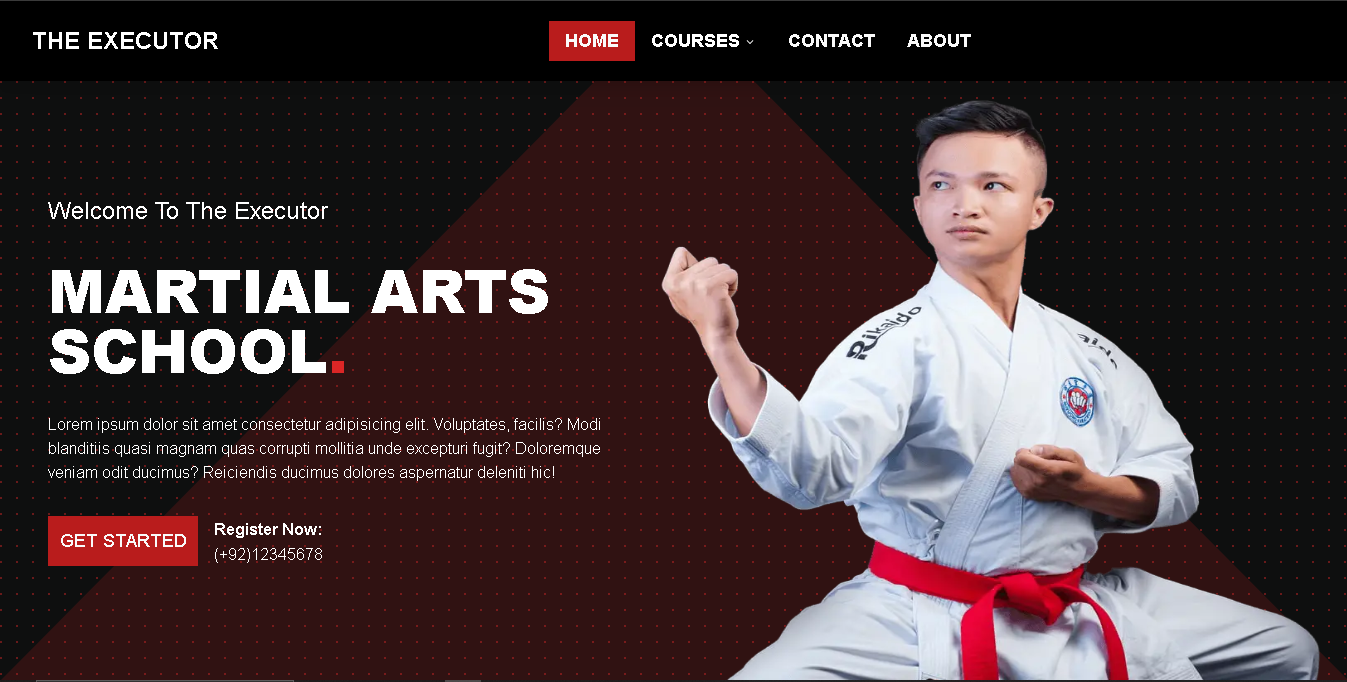 THE EXECUTOR
HOME COURSES CONTACT ABOUT
Welcome To The Executor
MARTIAL ARTS
SCHOOL.
Lorem ipsum dolor sit amet consectetur adipisicing elit. Voluptates, facilis? Modi
blanditiis quasi magnam quas corrupti mollitia unde excepturi fugit? Doloremque
veniam odit ducimus? Reiciendis ducimus dolores aspernatur deleniti hic!
GET STARTED
Register Now:
(+92)12345678
Rikaido
aido